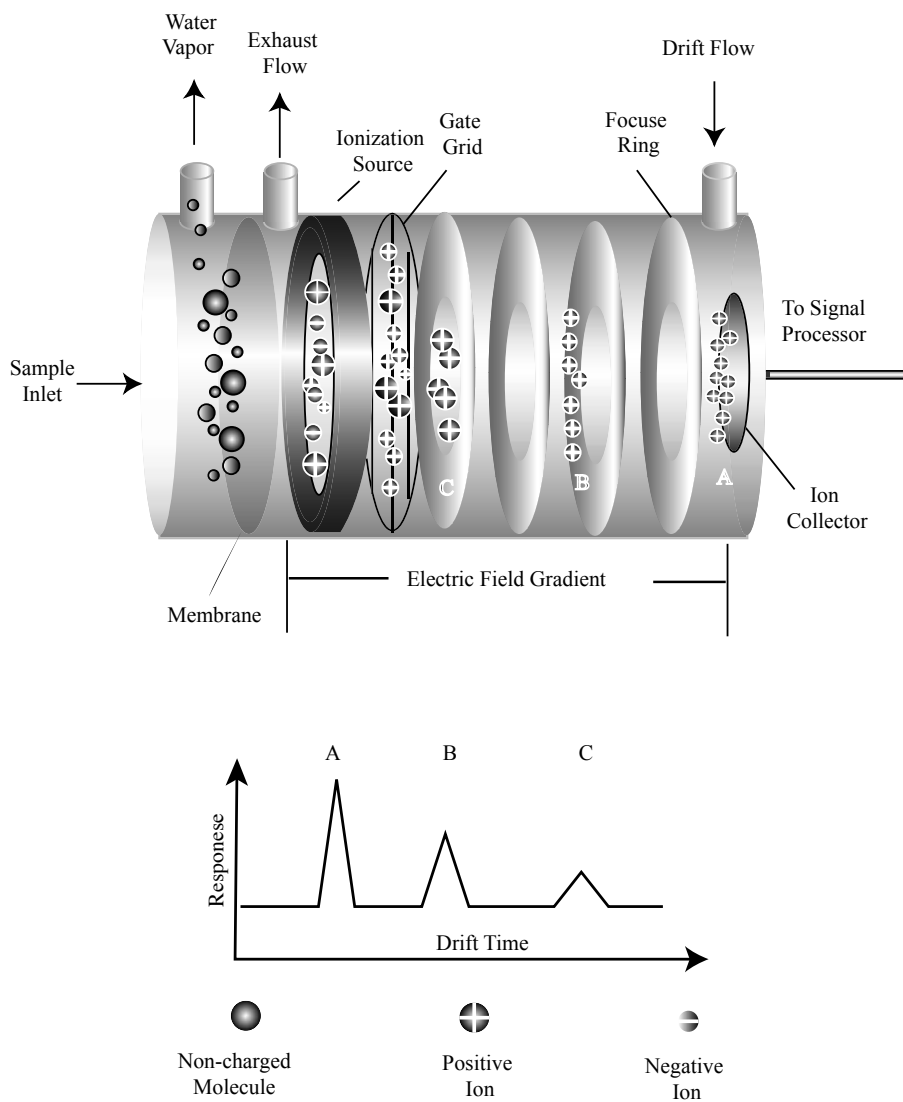 Water
Vapor
Exhaust
Flow
Drift Flow
Ionization
Source
Gate
Grid
Focuse
Ring
Sample
Inlet
To Signal
Processor
C
B
A
Ion
Collector
Membrane
Electric Field Gradient
A
B
C
Responese
Drift Time
Non-charged
Molecule
Positive
Ion
Negative
Ion